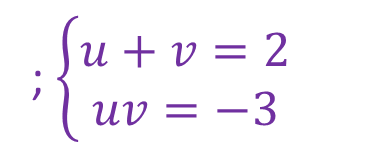 ; {u + v = 2
uv = −3